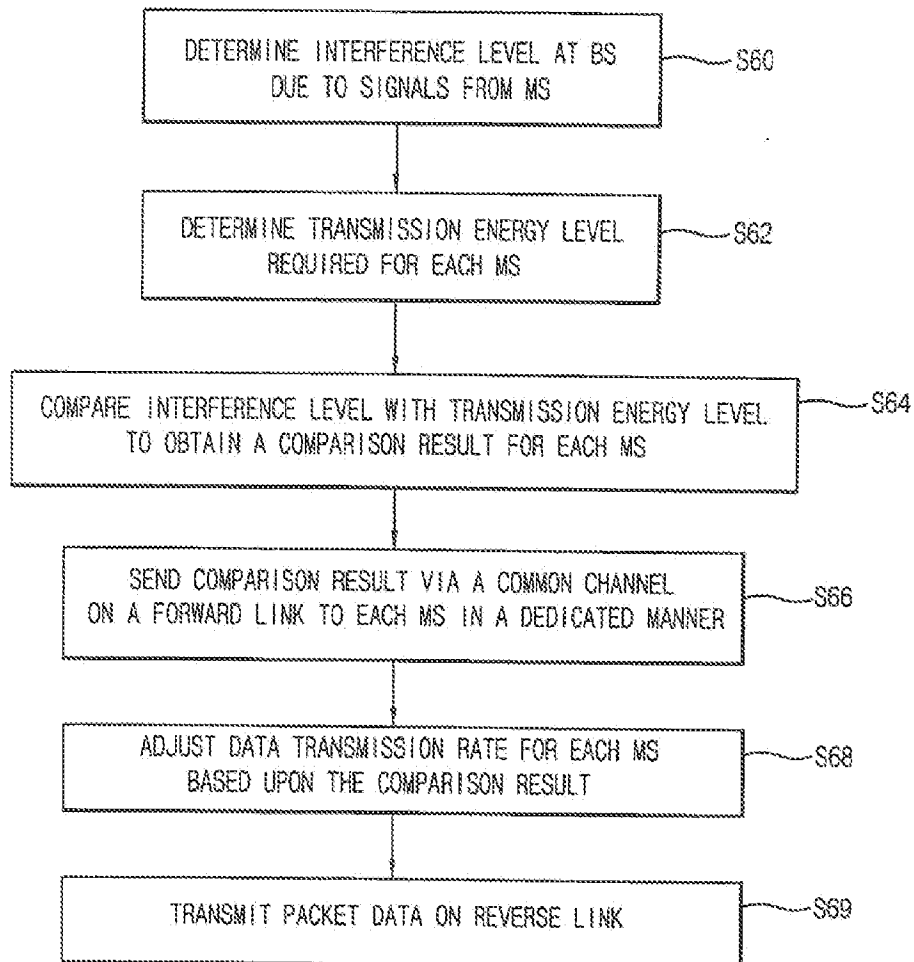 DETERMINE INTERFERENCE LEVEL AT BS
DUE TO SIGNALS FROM MS
S60
DETERMINE TRANSMISSION ENERGY LEVEL
REQUIRED FOR EACH MS
S62
COMPARE INTERFERENCE LEVEL WITH TRANSMISSION ENERGY LEVEL
TO OBTAIN A COMPARISON RESULT FOR EACH MS
S64
SEND COMPARISON RESULT VIA A COMMON CHANNEL
ON A FORWARD LINK TO EACH MS IN A DEDICATED MANNER
S66
ADJUST DATA TRANSMISSION RATE FOR EACH MS
BASED UPON THE COMPARISON RESULT
S68
TRANSMIT PACKET DATA ON REVERSE LINK
S69